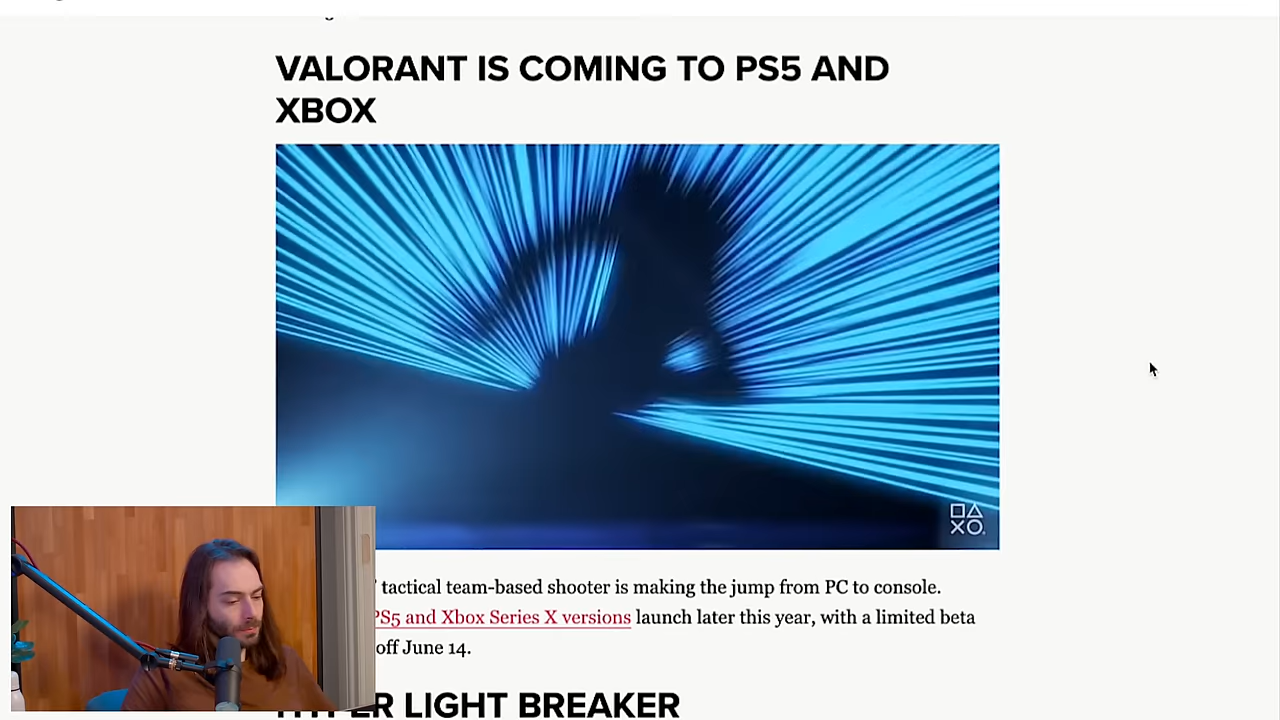 VALORANT IS COMING TO PS5 AND
XBOX
tactical team-based shooter is making the jump from PC to console.
PS5 and Xbox Series X versions launch later this year, with a limited beta
off June 14.
HYPER LIGHT BREAKER